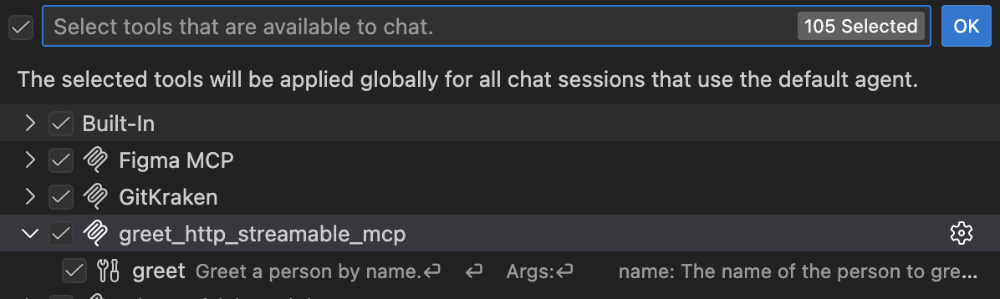 Select tools that are available to chat. 105 Selected OK
The selected tools will be applied globally for all chat sessions that use the default agent.
Built-In
Figma MCP
GitKraken
greet_http_streamable_mcp
greet Greet a person by name.⏎ ⏎ Args:⏎ name: The name of the person to gre...